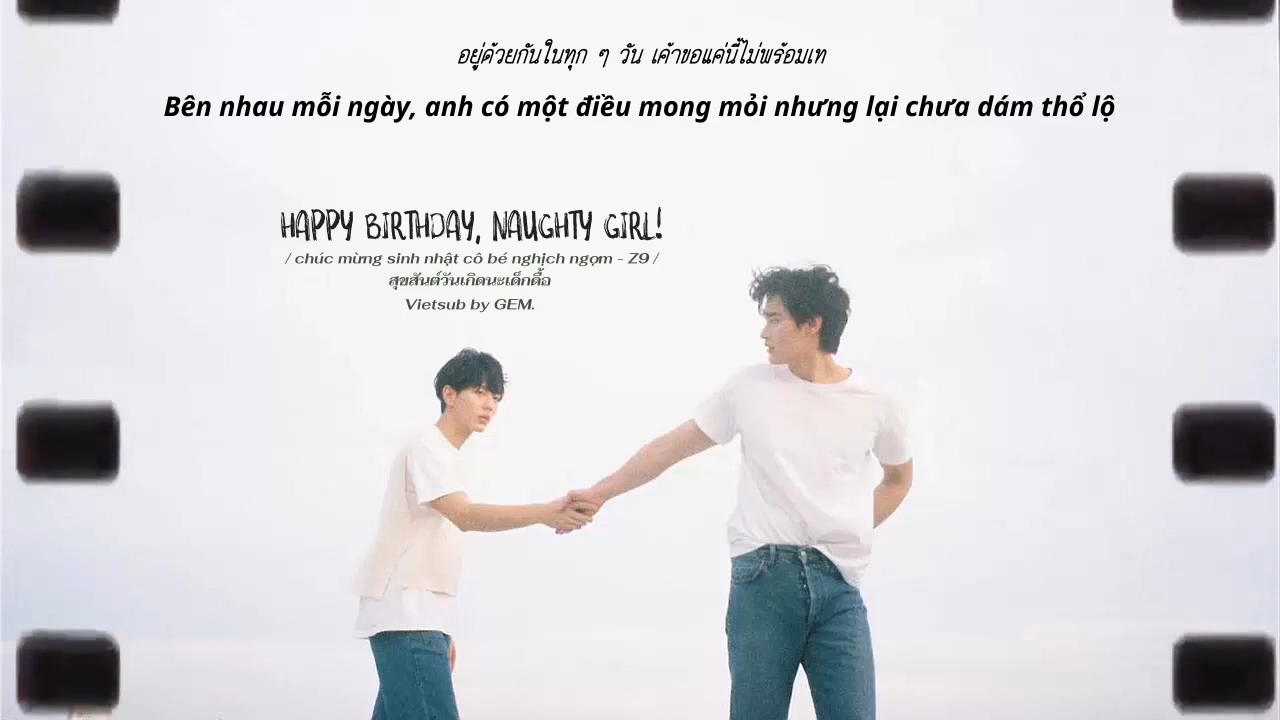 อยู่ด้วยกันในทุก ๆ วัน เค้าขอแค่นี้ไม่พร้อมเท
Bên nhau mỗi ngày, anh có một điều mong mỏi nhưng lại chưa dám thổ lộ
HAPPY BIRTHDAY, NAUGHTY GIRL!
/ chúc mừng sinh nhật cô bé nghịch ngợm - Z9 /
สุขสันต์วันเกิดนะเด็กดื้อ
Vietsub by GEM.